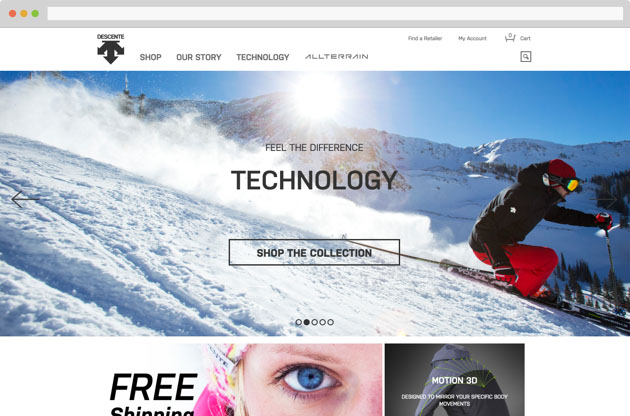 DESCENTE
Find a Retailer My Account 0 Cart
SHOP OUR STORY TECHNOLOGY ALLTERRAIN
FEEL THE DIFFERENCE
TECHNOLOGY
SHOP THE COLLECTION
FREE
Shipping
MOTION 3D
DESIGNED TO MIRROR YOUR SPECIFIC BODY
MOVEMENTS